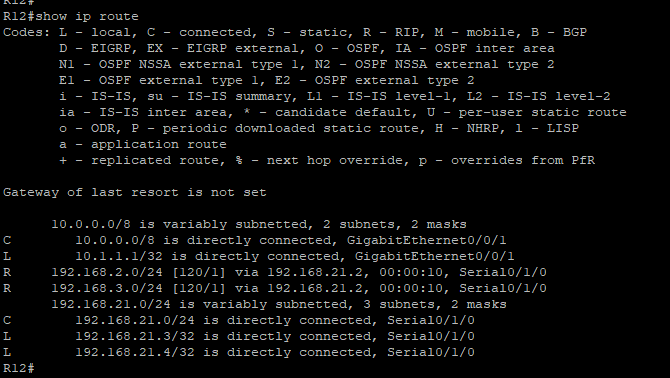 R12#
R12#show ip route
Codes: L - local, C - connected, S - static, R - RIP, M - mobile, B - BGP
       D - EIGRP, EX - EIGRP external, O - OSPF, IA - OSPF inter area
       N1 - OSPF NSSA external type 1, N2 - OSPF NSSA external type 2
       E1 - OSPF external type 1, E2 - OSPF external type 2
       i - IS-IS, su - IS-IS summary, L1 - IS-IS level-1, L2 - IS-IS level-2
       ia - IS-IS inter area, * - candidate default, U - per-user static route
       o - ODR, P - periodic downloaded static route, H - NHRP, l - LISP
       a - application route
       + - replicated route, % - next hop override, p - overrides from PfR
Gateway of last resort is not set
      10.0.0.0/8 is variably subnetted, 2 subnets, 2 masks
C        10.0.0.0/8 is directly connected, GigabitEthernet0/0/1
L        10.1.1.1/32 is directly connected, GigabitEthernet0/0/1
R     192.168.2.0/24 [120/1] via 192.168.21.2, 00:00:10, Serial0/1/0
R     192.168.3.0/24 [120/1] via 192.168.21.2, 00:00:10, Serial0/1/0
      192.168.21.0/24 is variably subnetted, 3 subnets, 2 masks
C        192.168.21.0/24 is directly connected, Serial0/1/0
L        192.168.21.3/32 is directly connected, Serial0/1/0
L        192.168.21.4/32 is directly connected, Serial0/1/0
R12#